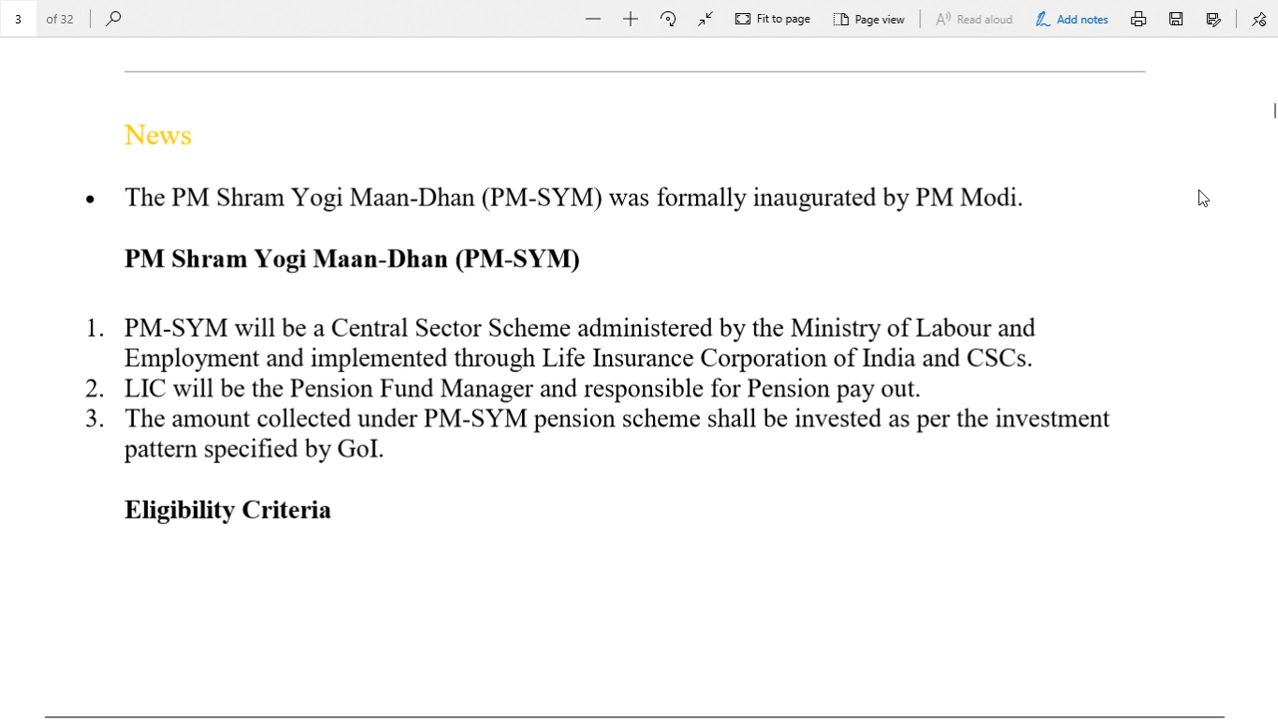 3 of 32 Fit to page Page view Read aloud Add notes
News
• The PM Shram Yogi Maan-Dhan (PM-SYM) was formally inaugurated by PM Modi.
PM Shram Yogi Maan-Dhan (PM-SYM)
1. PM-SYM will be a Central Sector Scheme administered by the Ministry of Labour and
Employment and implemented through Life Insurance Corporation of India and CSCs.
2. LIC will be the Pension Fund Manager and responsible for Pension pay out.
3. The amount collected under PM-SYM pension scheme shall be invested as per the investment
pattern specified by GoI.
Eligibility Criteria